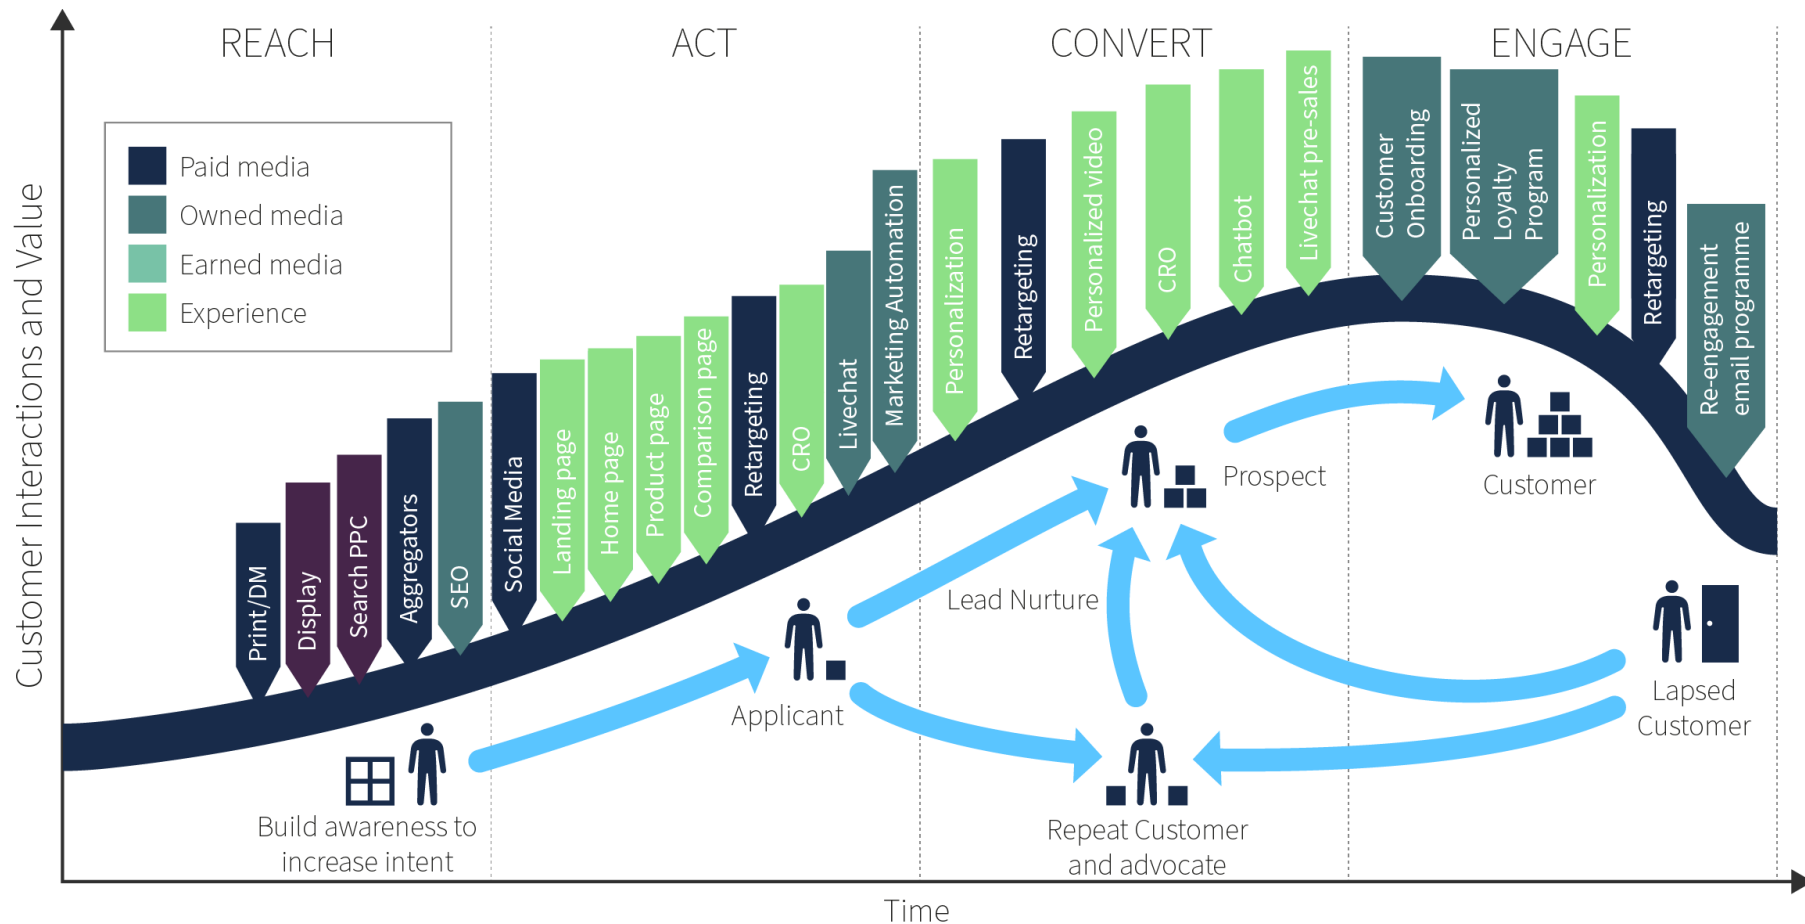 REACH
ACT
CONVERT
ENGAGE
Customer Interactions and Value
Paid media
Owned media
Earned media
Experience
Print/DM
Display
Search PPC
Aggregators
SEO
Social Media
Landing page
Home page
Product page
Comparison page
Retargeting
CRO
Livechat
Marketing Automation
Personalization
Retargeting
Personalized video
CRO
Chatbot
Livechat pre-sales
Customer
Onboarding
Personalized
Loyalty
Program
Personalization
Retargeting
Re-engagement
email programme
Build awareness to
increase intent
Applicant
Lead Nurture
Prospect
Customer
Repeat Customer
and advocate
Lapsed
Customer
Time